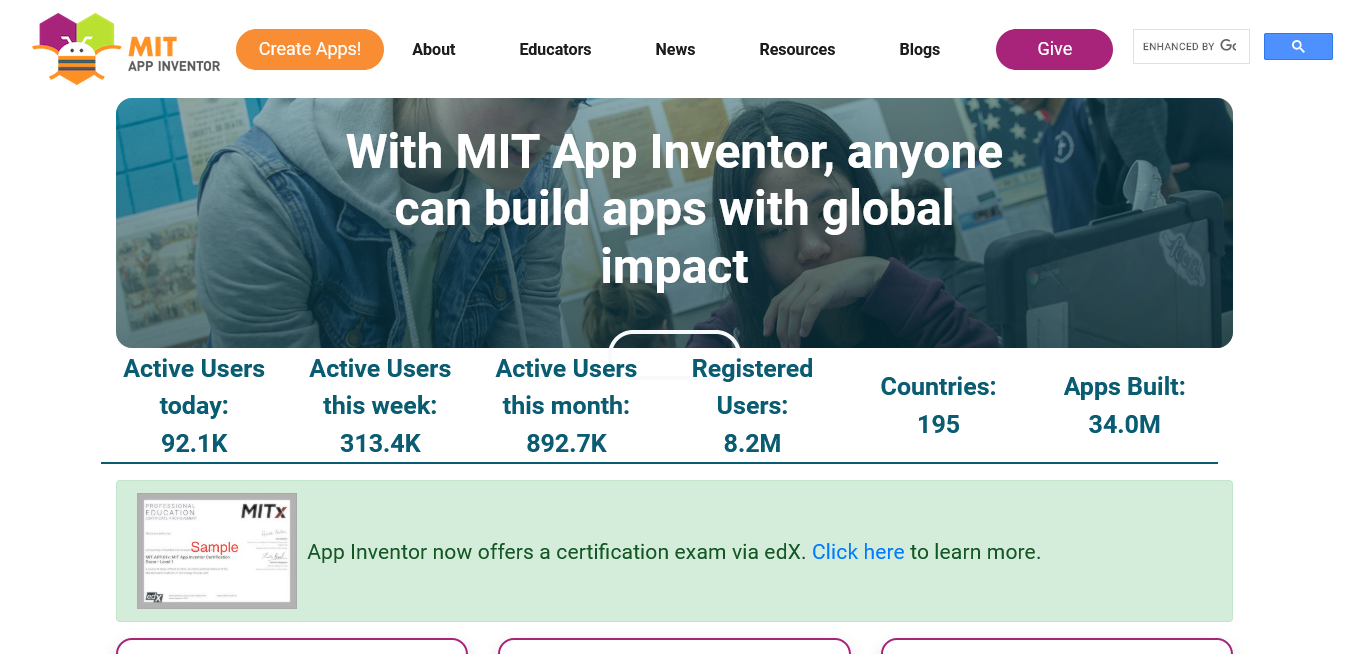 MIT
APP INVENTOR
Create Apps!
About
Educators
News
Resources
Blogs
Give
ENHANCED BY Go
With MIT App Inventor, anyone
can build apps with global
impact
Active Users
today:
92.1K
Active Users
this week:
313.4K
Active Users
this month:
892.7K
Registered
Users:
8.2M
Countries:
195
Apps Built:
34.0M
PROFESSIONAL
EDUCATION
MITx
Sample
edX
App Inventor now offers a certification exam via edX. Click here to learn more.